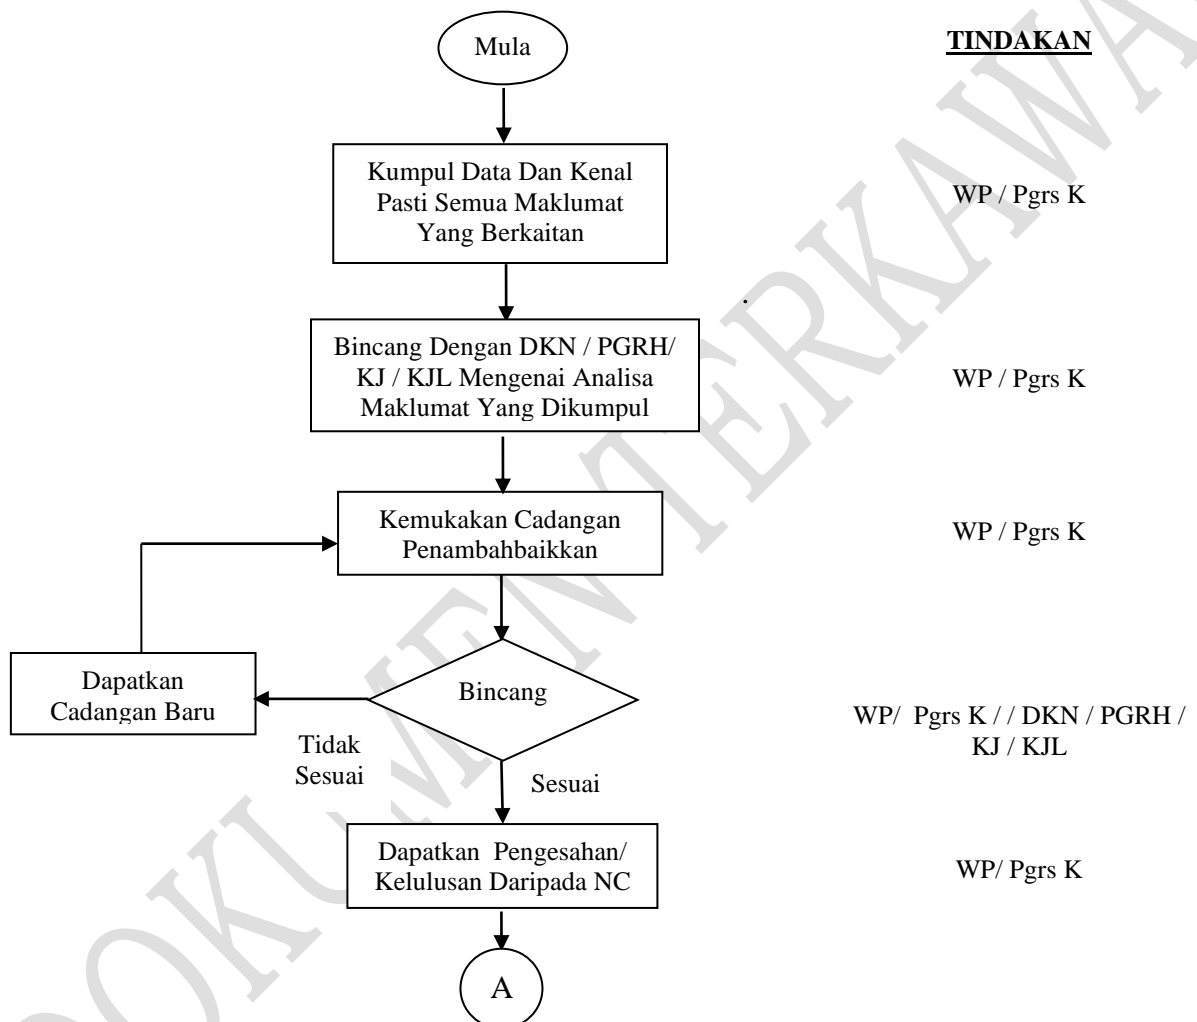 Mula
TINDAKAN
Kumpul Data Dan Kenal
Pasti Semua Maklumat
Yang Berkaitan
WP / Pgrs K
.
Bincang Dengan DKN / PGRH/
KJ / KJL Mengenai Analisa
Maklumat Yang Dikumpul
WP / Pgrs K
Kemukakan Cadangan
Penambahbaikkan
WP / Pgrs K
Dapatkan
Cadangan Baru
Bincang
WP/  Pgrs K / / DKN / PGRH /
KJ / KJL
Tidak
Sesuai
Sesuai
Dapatkan  Pengesahan/
Kelulusan Daripada NC
WP/ Pgrs K
A
DOKUMEN TERKAWA